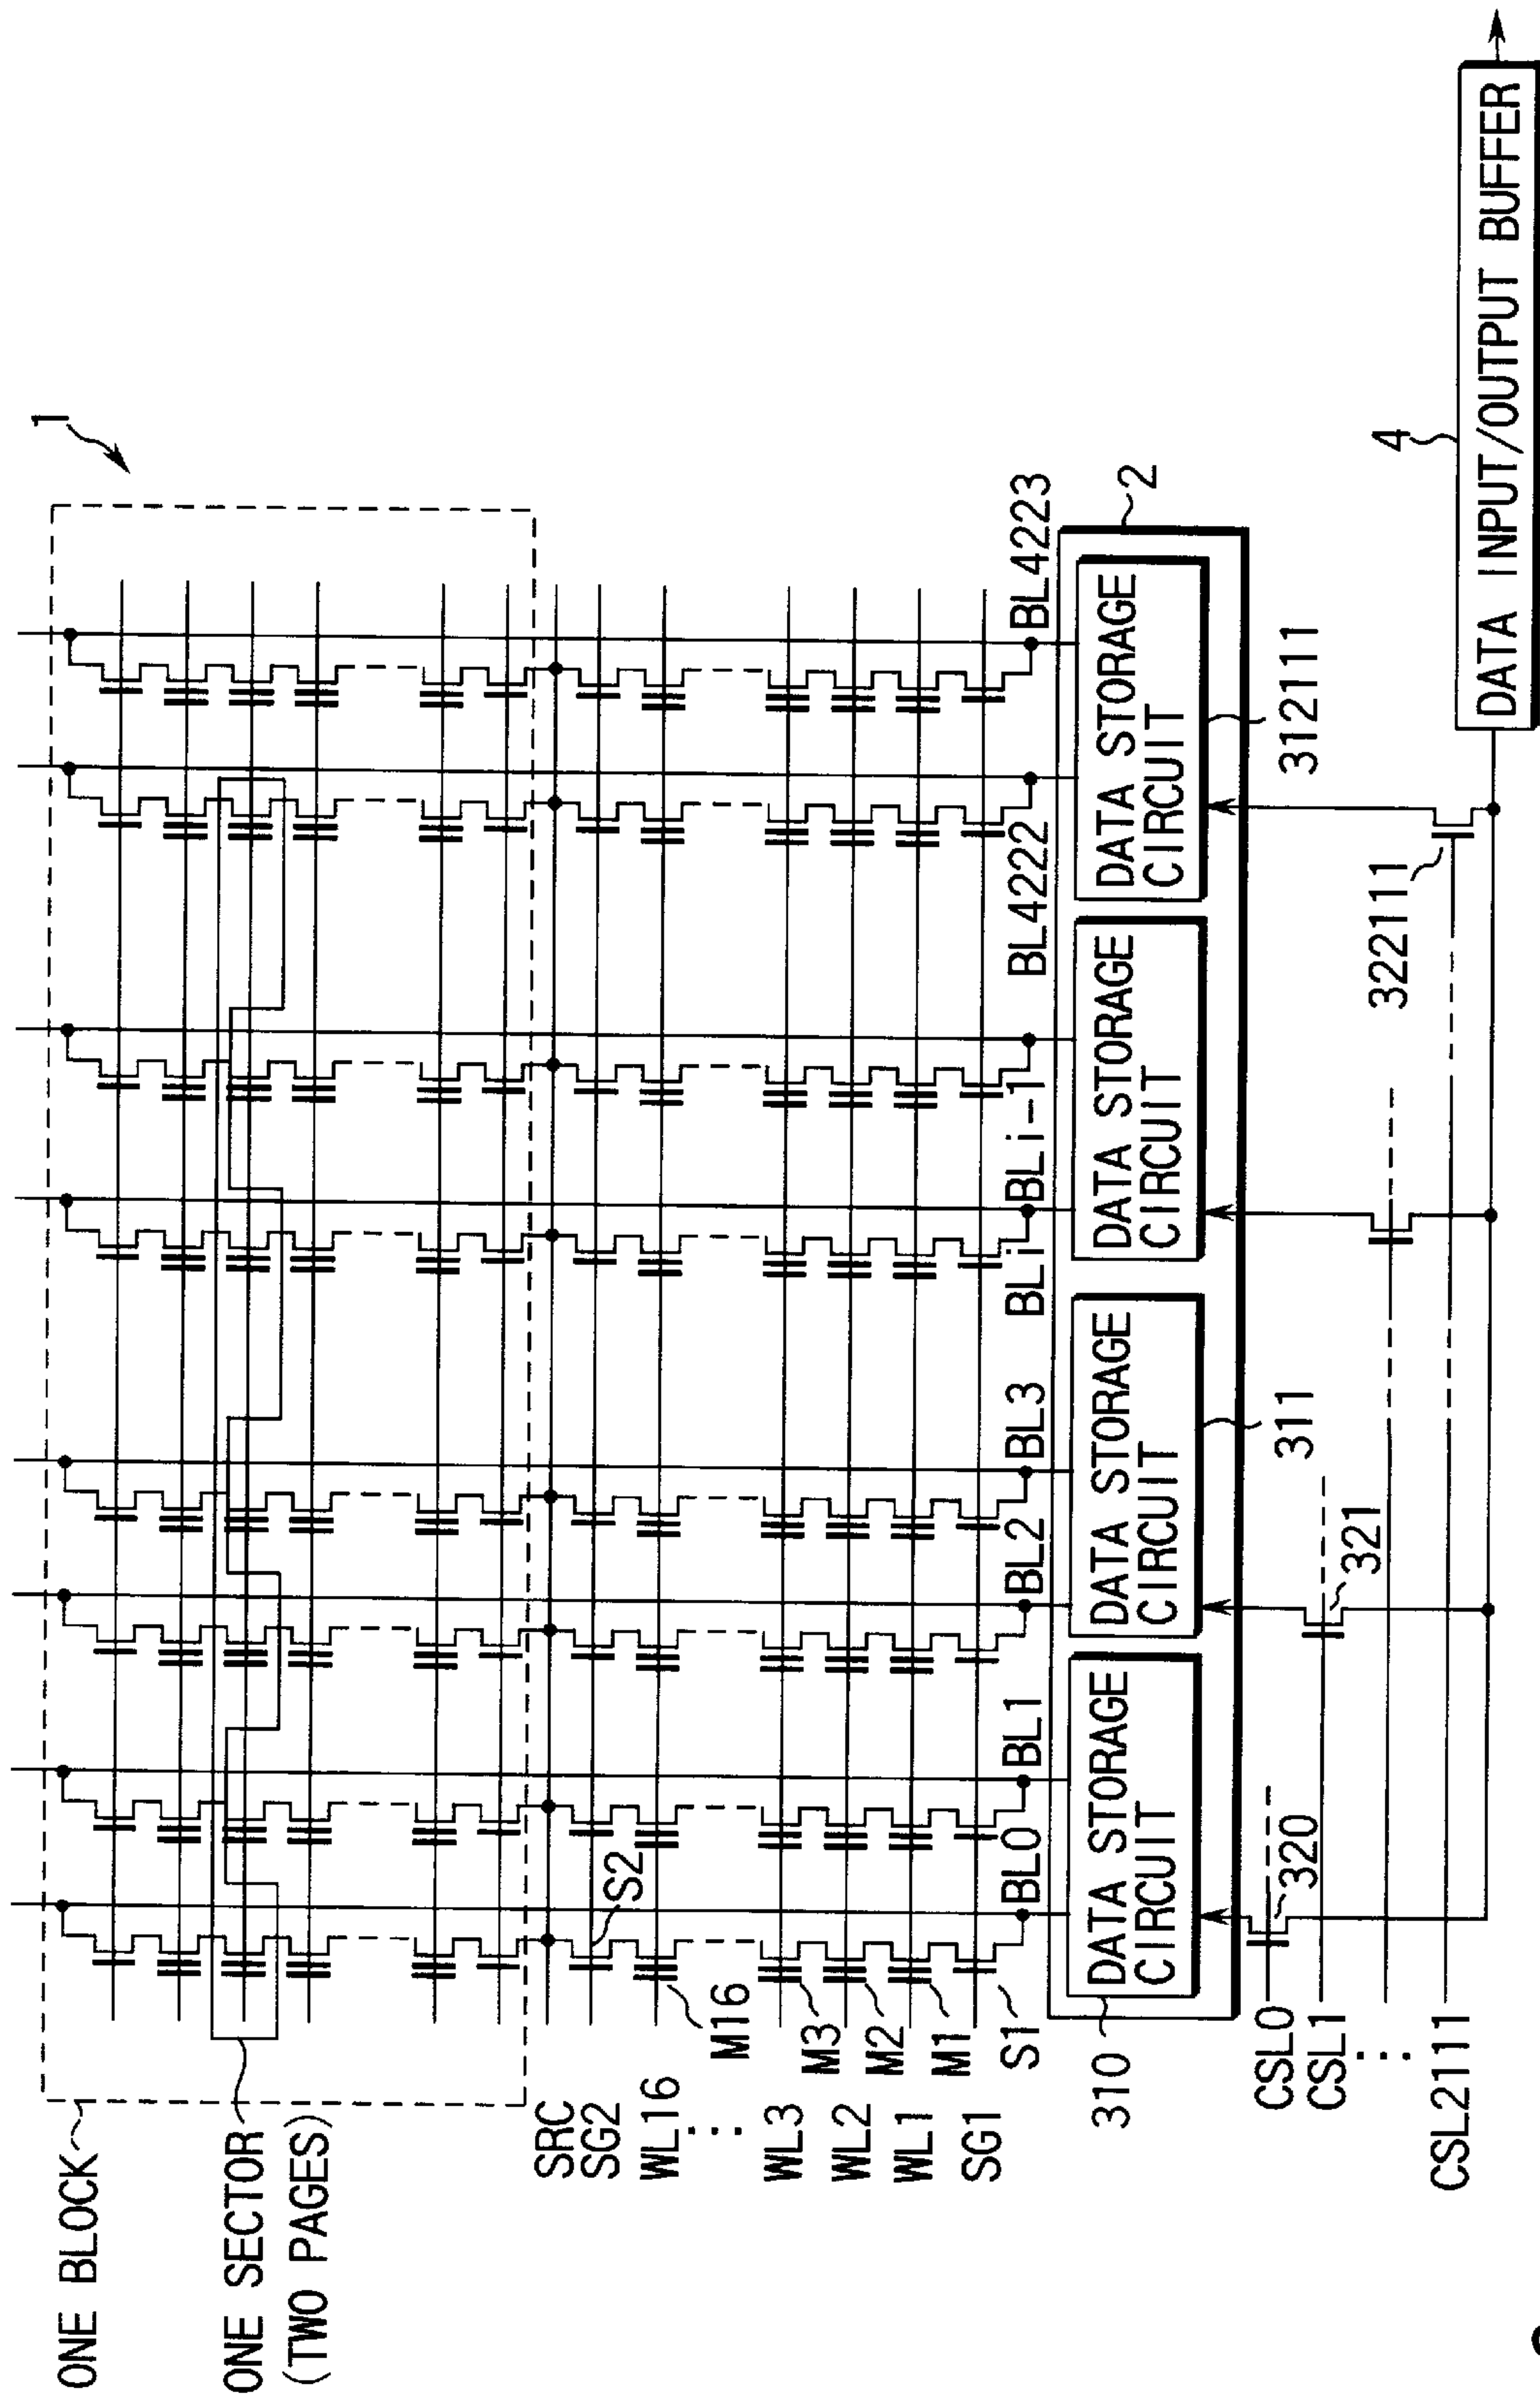 1
ONE BLOCK
ONE SECTOR
(TWO PAGES)
SRC
SG2
S2
WL16
M16
⋮
WL3
M3
WL2
M2
WL1
M1
SG1
S1
BL0
BL1
BL2
BL3
BLi
BLi-1
BL4222
BL4223
2
310
DATA STORAGE
CIRCUIT
DATA STORAGE
CIRCUIT
DATA STORAGE
CIRCUIT
DATA STORAGE
CIRCUIT
311
312111
CSL0
320
CSL1
321
⋮
CSL2111
322111
4
DATA INPUT/OUTPUT BUFFER